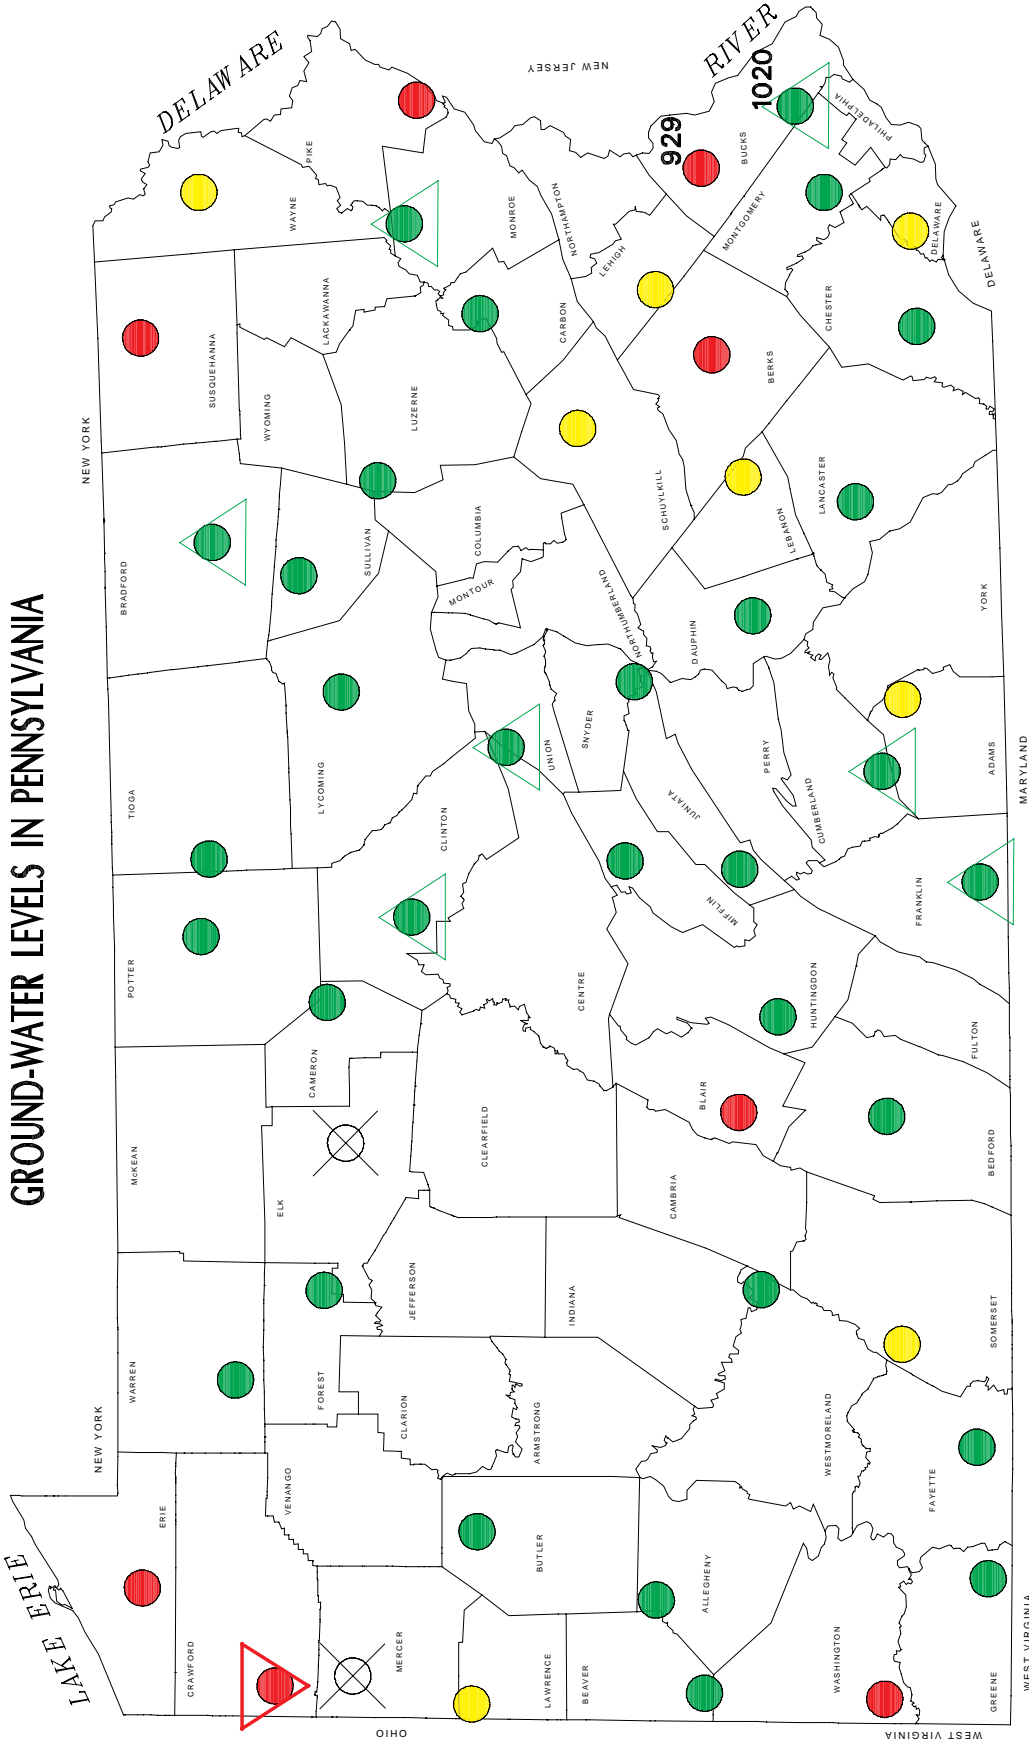 GROUND-WATER LEVELS IN PENNSYLVANIA
LAKE ERIE
NEW YORK
NEW YORK
DELAWARE
RIVER
NEW JERSEY
ERIE
CRAWFORD
WARREN
McKEAN
POTTER
TIOGA
BRADFORD
SUSQUEHANNA
WAYNE
PIKE
WYOMING
LACKAWANNA
MERCER
VENANGO
FOREST
ELK
CAMERON
CLINTON
LYCOMING
SULLIVAN
LUZERNE
MONROE
COLUMBIA
MONTOUR
CARBON
NORTHAMPTON
LAWRENCE
BUTLER
CLARION
JEFFERSON
CLEARFIELD
CENTRE
UNION
SNYDER
NORTHUMBERLAND
SCHUYLKILL
LEHIGH
BUCKS
929
1020
BEAVER
ALLEGHENY
ARMSTRONG
INDIANA
CAMBRIA
BLAIR
HUNTINGDON
MIFFLIN
JUNIATA
PERRY
DAUPHIN
LEBANON
BERKS
MONTGOMERY
PHILADELPHIA
WASHINGTON
WESTMORELAND
CUMBERLAND
LANCASTER
CHESTER
DELAWARE
GREENE
FAYETTE
SOMERSET
BEDFORD
FULTON
FRANKLIN
ADAMS
YORK
DELAWARE
OHIO
WEST VIRGINIA
WEST VIRGINIA
MARYLAND